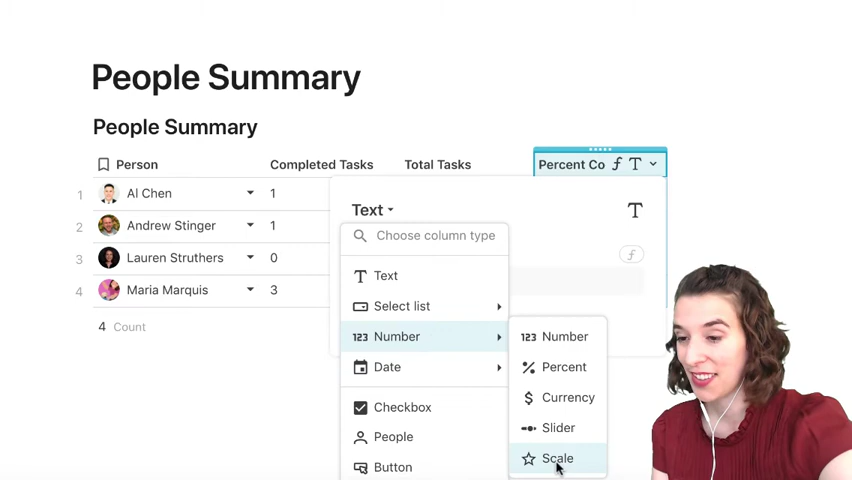 People Summary
People Summary
Person Completed Tasks Total Tasks Percent Co
1 Al Chen 1
2 Andrew Stinger 1
3 Lauren Struthers 0
4 Maria Marquis 3
4 Count
Text
Choose column type
Text
Select list
123 Number
Date
Checkbox
People
Button
123 Number
% Percent
$ Currency
Slider
Scale